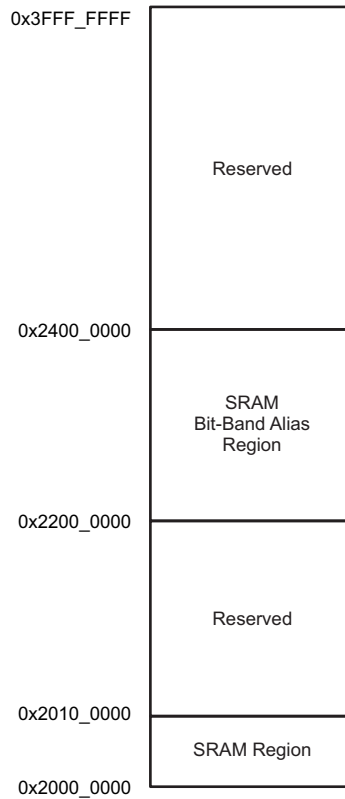 0x3FFF_FFFF
Reserved
0x2400_0000
SRAM
Bit-Band Alias
Region
0x2200_0000
Reserved
0x2010_0000
SRAM Region
0x2000_0000